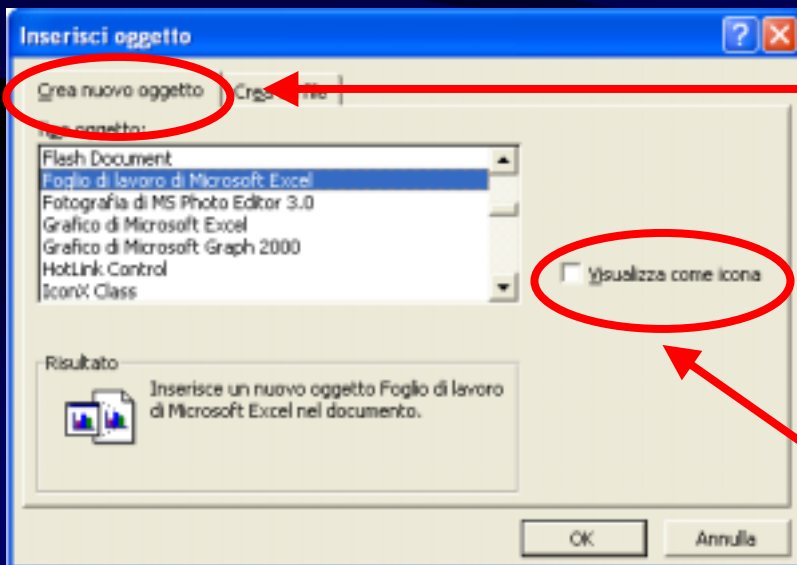 Inserisci oggetto
Crea nuovo oggetto
oggetto:
Flash Document
Foglio di lavoro di Microsoft Excel
Fotografia di MS Photo Editor 3.0
Grafico di Microsoft Excel
Grafico di Microsoft Graph 2000
HotLink Control
IconX Class
Visualizza come icona
Risultato
Inserisce un nuovo oggetto Foglio di lavoro
di Microsoft Excel nel documento.
OK
Annulla